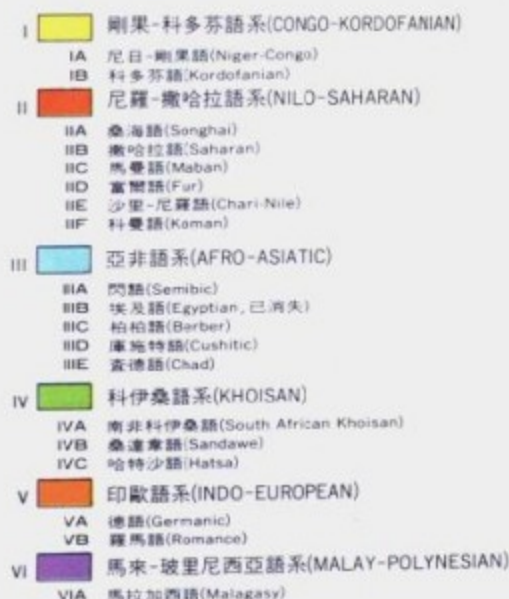 I 剛果-科多芬語系(CONGO-KORDOFANIAN)
IA 尼日-剛果語(Niger-Congo)
IB 科多芬語(Kordofanian)
II 尼羅-撒哈拉語系(NILO-SAHARAN)
IIA 桑海語(Songhai)
IIB 撒哈拉語(Saharan)
IIC 馬曼語(Maban)
IID 富爾語(Fur)
IIE 沙里-尼羅語(Chari-Nile)
IIF 科曼語(Koman)
III 亞非語系(AFRO-ASIATIC)
IIIA 閃語(Semibic)
IIIB 埃及語(Egyptian,已消失)
IIIC 柏柏語(Berber)
IIID 庫施特語(Cushitic)
IIIE 查德語(Chad)
IV 科伊桑語系(KHOISAN)
IVA 南非科伊桑語(South African Khoisan)
IVB 桑達韋語(Sandawe)
IVC 哈特沙語(Hatsa)
V 印歐語系(INDO-EUROPEAN)
VA 德語(Germanic)
VB 羅馬語(Romance)
VI 馬來-玻里尼西亞語系(MALAY-POLYNESIAN)
VIA 馬拉加西語(Malagasy)